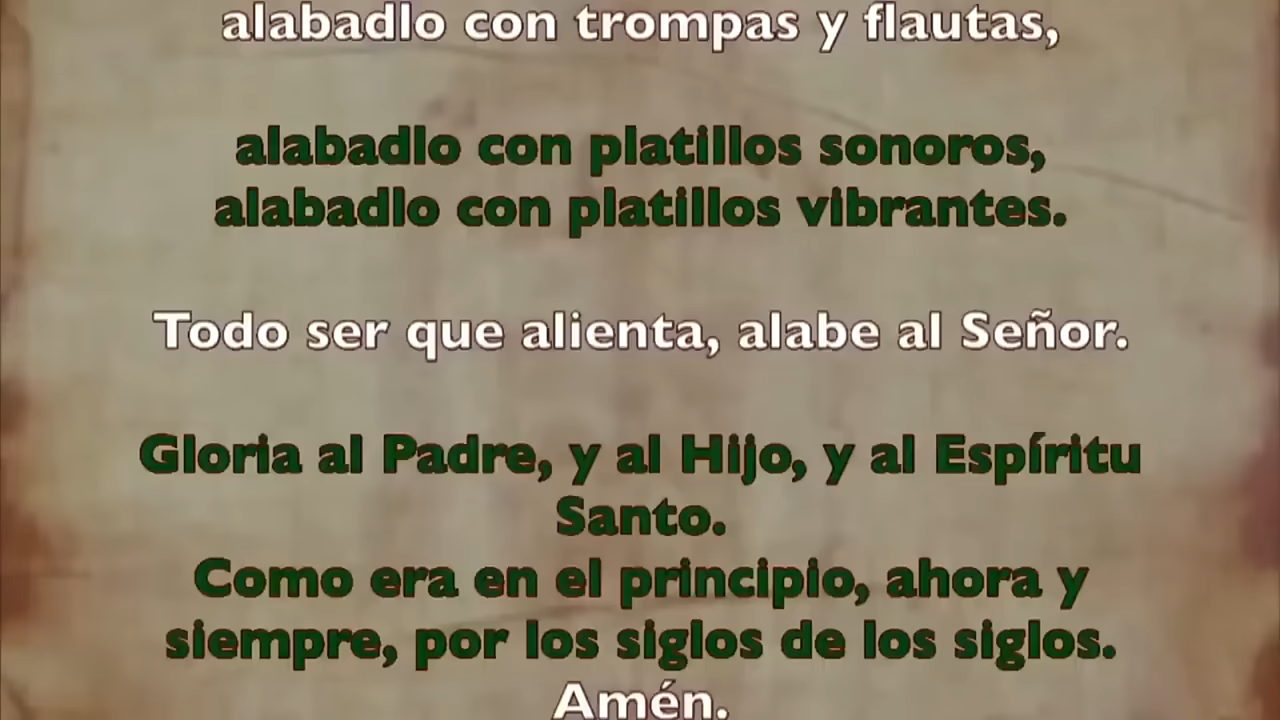 alabadlo con trompas y flautas,
alabadlo con platillos sonoros,
alabadlo con platillos vibrantes.
Todo ser que alienta, alabe al Señor.
Gloria al Padre, y al Hijo, y al Espíritu
Santo.
Como era en el principio, ahora y
siempre, por los siglos de los siglos.
Amén.